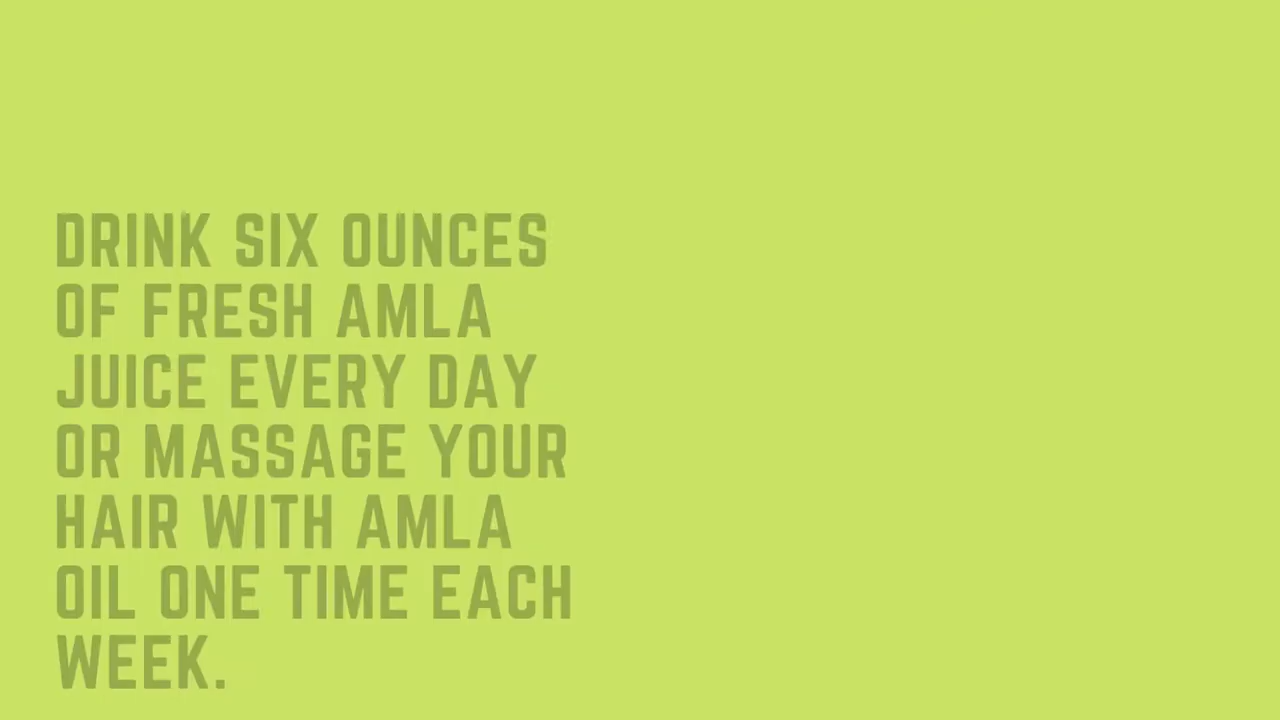 DRINK SIX OUNCES
OF FRESH AMLA
JUICE EVERY DAY
OR MASSAGE YOUR
HAIR WITH AMLA
OIL ONE TIME EACH
WEEK.